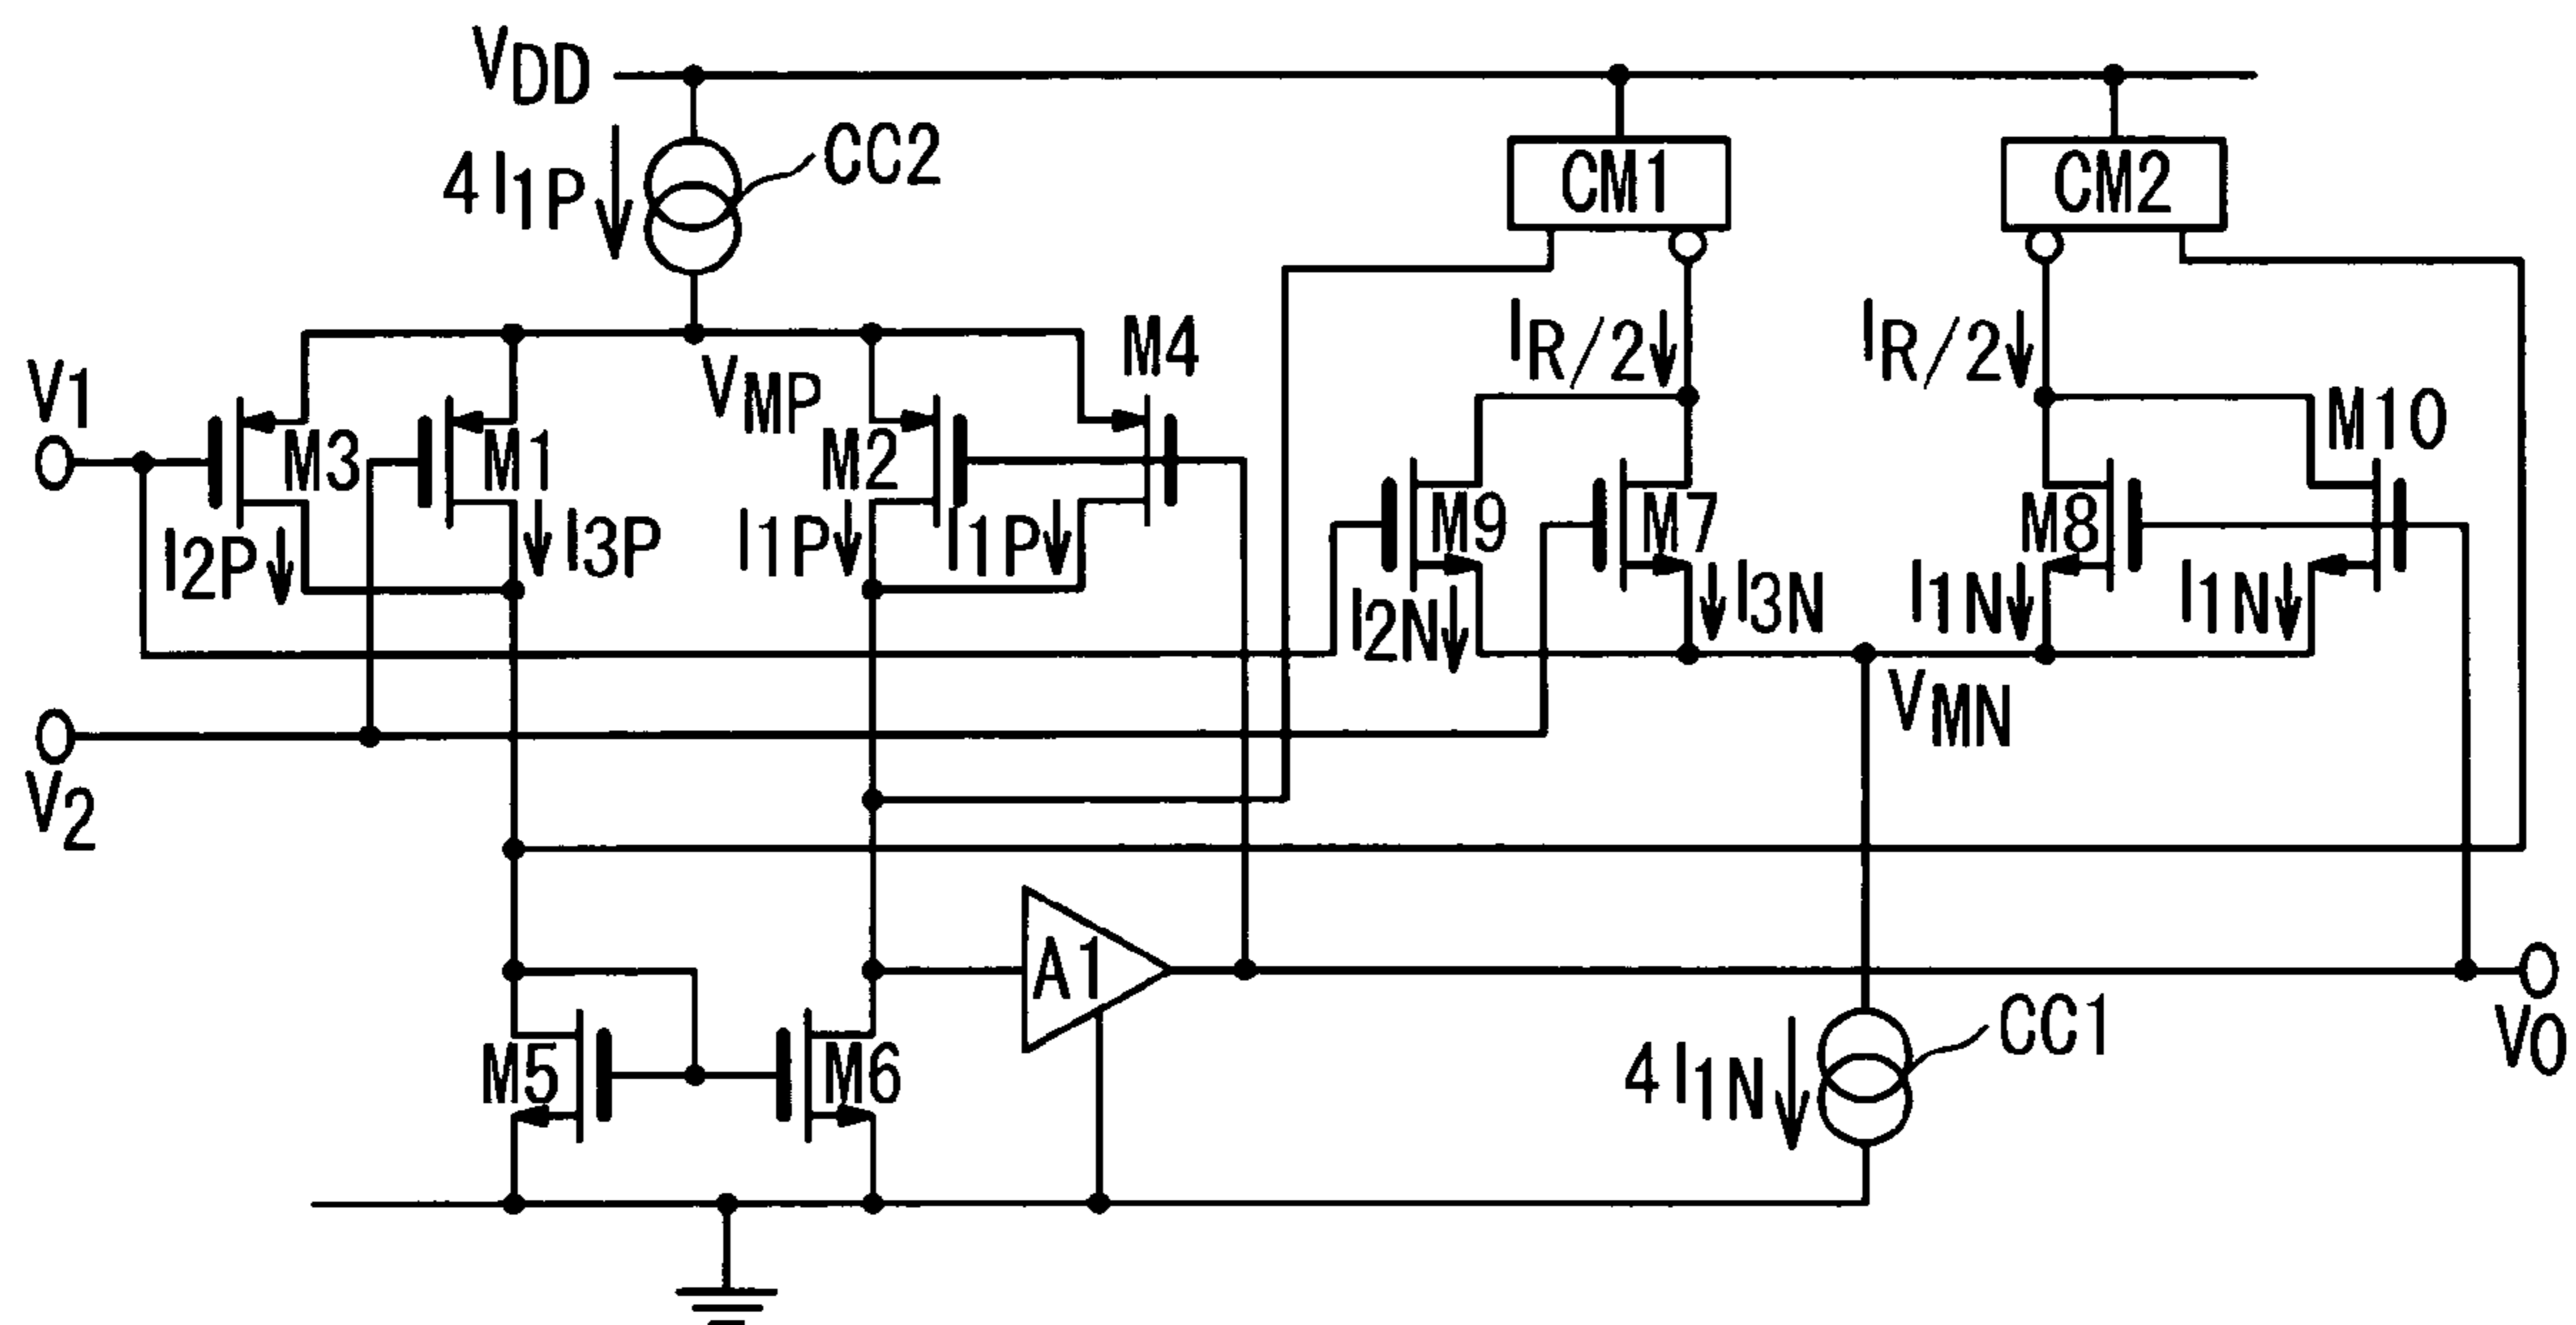 VDD
4I1P
CC2
CM1
CM2
IR/2
IR/2
V1
VMP
M4
M3
M1
M2
M10
M9
M7
M8
I2P
I3P
I1P
I1P
I2N
I3N
I1N
I1N
VMN
V2
A1
CC1
M5
M6
4I1N
VO